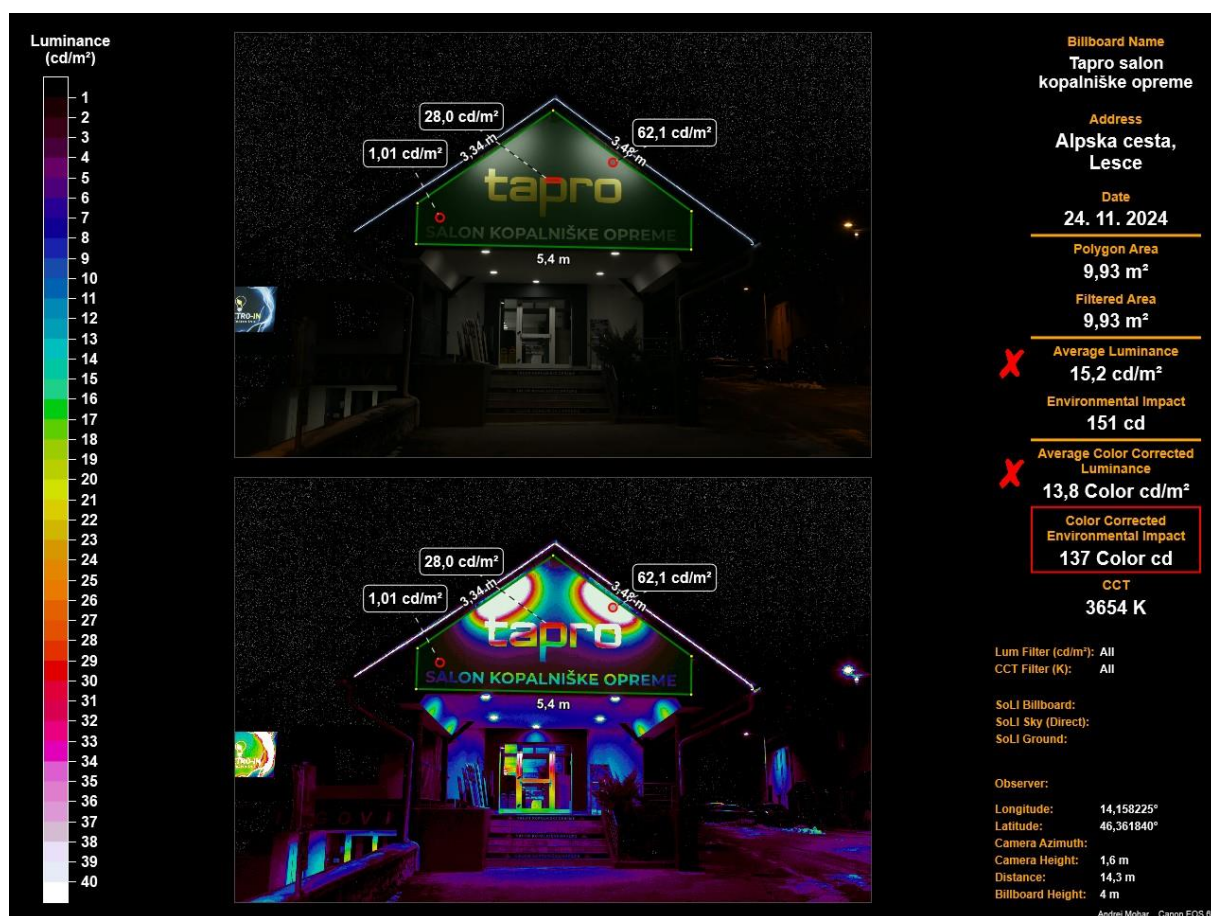 Luminance
(cd/m²)
1
2
3
4
5
6
7
8
9
10
11
12
13
14
15
16
17
18
19
20
21
22
23
24
25
26
27
28
29
30
31
32
33
34
35
36
37
38
39
40
28,0 cd/m²
62,1 cd/m²
1,01 cd/m²
3,34 m
3,48 m
tapro
SALON KOPALNIŠKE OPREME
5,4 m
TRO-IN
28,0 cd/m²
62,1 cd/m²
1,01 cd/m²
3,34 m
3,48 m
tapro
SALON KOPALNIŠKE OPREME
5,4 m
TRO-IN
Billboard Name
Tapro salon
kopalniške opreme
Address
Alpska cesta,
Lesce
Date
24. 11. 2024
Polygon Area
9,93 m²
Filtered Area
9,93 m²
Average Luminance
15,2 cd/m²
Environmental Impact
151 cd
Average Color Corrected
Luminance
13,8 Color cd/m²
Color Corrected
Environmental Impact
137 Color cd
CCT
3654 K
Lum Filter (cd/m²): All
CCT Filter (K): All
SoLI Billboard:
SoLI Sky (Direct):
SoLI Ground:
Observer:
Longitude: 14,158225°
Latitude: 46,361840°
Camera Azimuth:
Camera Height: 1,6 m
Distance: 14,3 m
Billboard Height: 4 m
Andrej Mohar Canon EOS 6